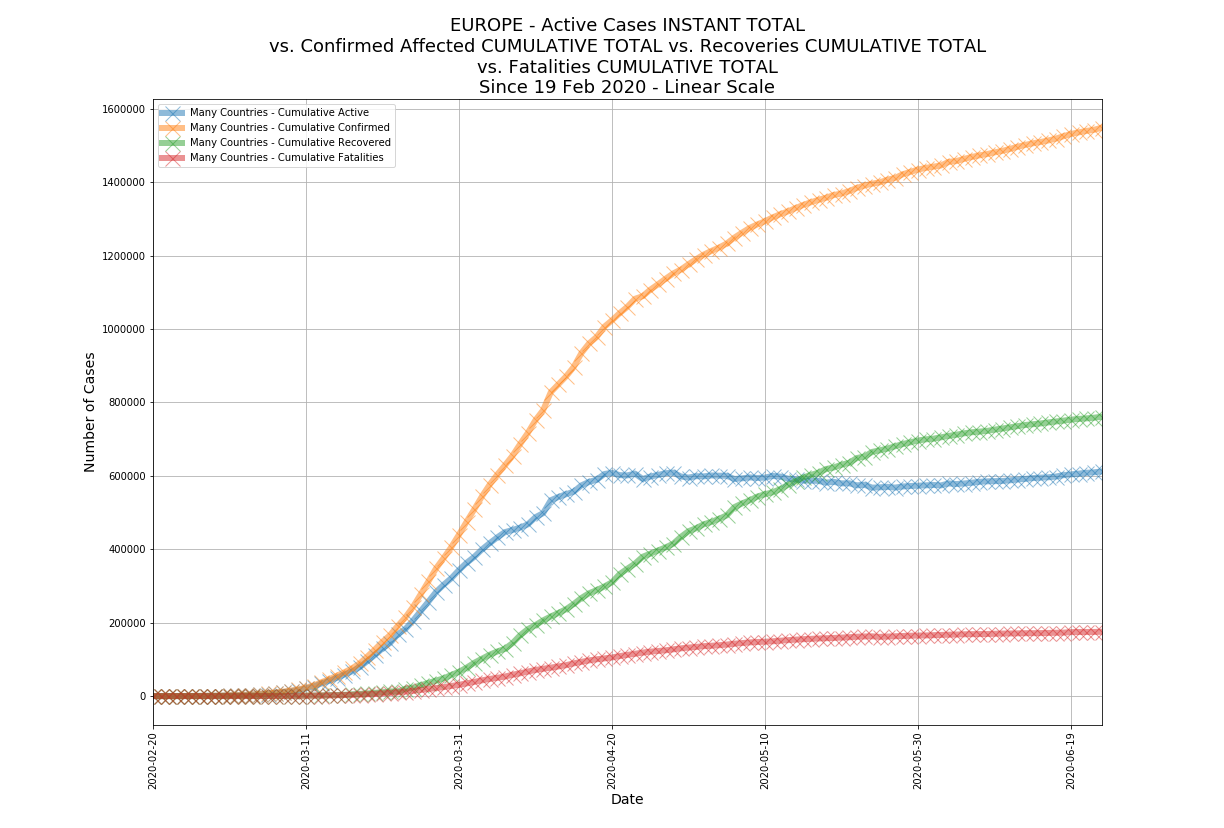 EUROPE - Active Cases INSTANT TOTAL
vs. Confirmed Affected CUMULATIVE TOTAL vs. Recoveries CUMULATIVE TOTAL
vs. Fatalities CUMULATIVE TOTAL
Since 19 Feb 2020 - Linear Scale
Many Countries - Cumulative Active
Many Countries - Cumulative Confirmed
Many Countries - Cumulative Recovered
Many Countries - Cumulative Fatalities
Number of Cases
1600000
1400000
1200000
1000000
800000
600000
400000
200000
0
2020-02-20
2020-03-11
2020-03-31
2020-04-20
2020-05-10
2020-05-30
2020-06-19
Date